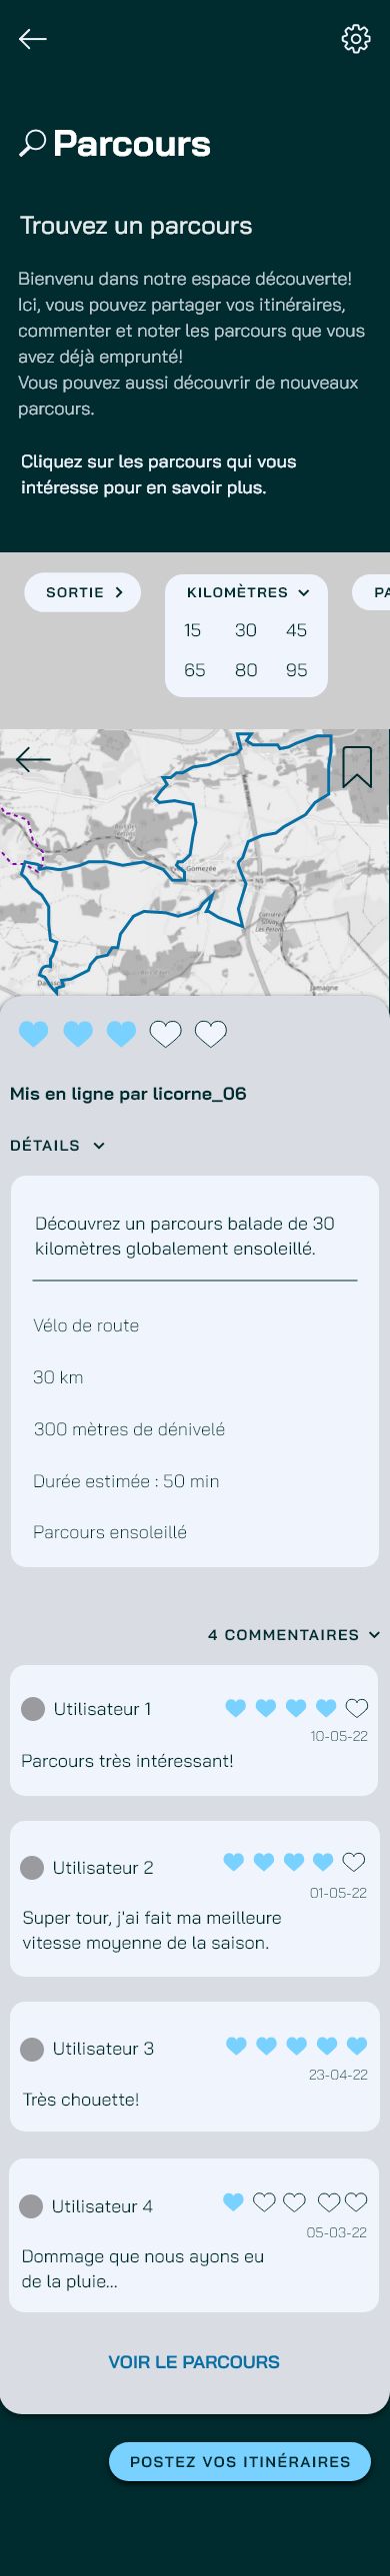 Parcours
Trouvez un parcours
Bienvenu dans notre espace découverte!
Ici, vous pouvez partager vos itinéraires,
commenter et noter les parcours que vous
avez déjà emprunté!
Vous pouvez aussi découvrir de nouveaux
parcours.
Cliquez sur les parcours qui vous
intéresse pour en savoir plus.
SORTIE
KILOMÈTRES
PA
15 30 45
65 80 95
Gomezée
Jamagne
Mis en ligne par licorne_06
DÉTAILS
Découvrez un parcours balade de 30
kilomètres globalement ensoleillé.
Vélo de route
30 km
300 mètres de dénivelé
Durée estimée : 50 min
Parcours ensoleillé
4 COMMENTAIRES
Utilisateur 1
10-05-22
Parcours très intéressant!
Utilisateur 2
01-05-22
Super tour, j'ai fait ma meilleure
vitesse moyenne de la saison.
Utilisateur 3
23-04-22
Très chouette!
Utilisateur 4
05-03-22
Dommage que nous ayons eu
de la pluie...
VOIR LE PARCOURS
POSTEZ VOS ITINÉRAIRES